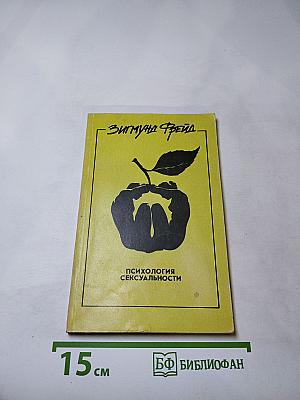 Зигмунд Фрейд
ПСИХОЛОГИЯ
СЕКСУАЛЬНОСТИ
15 см
БФ БИБЛИОФАН